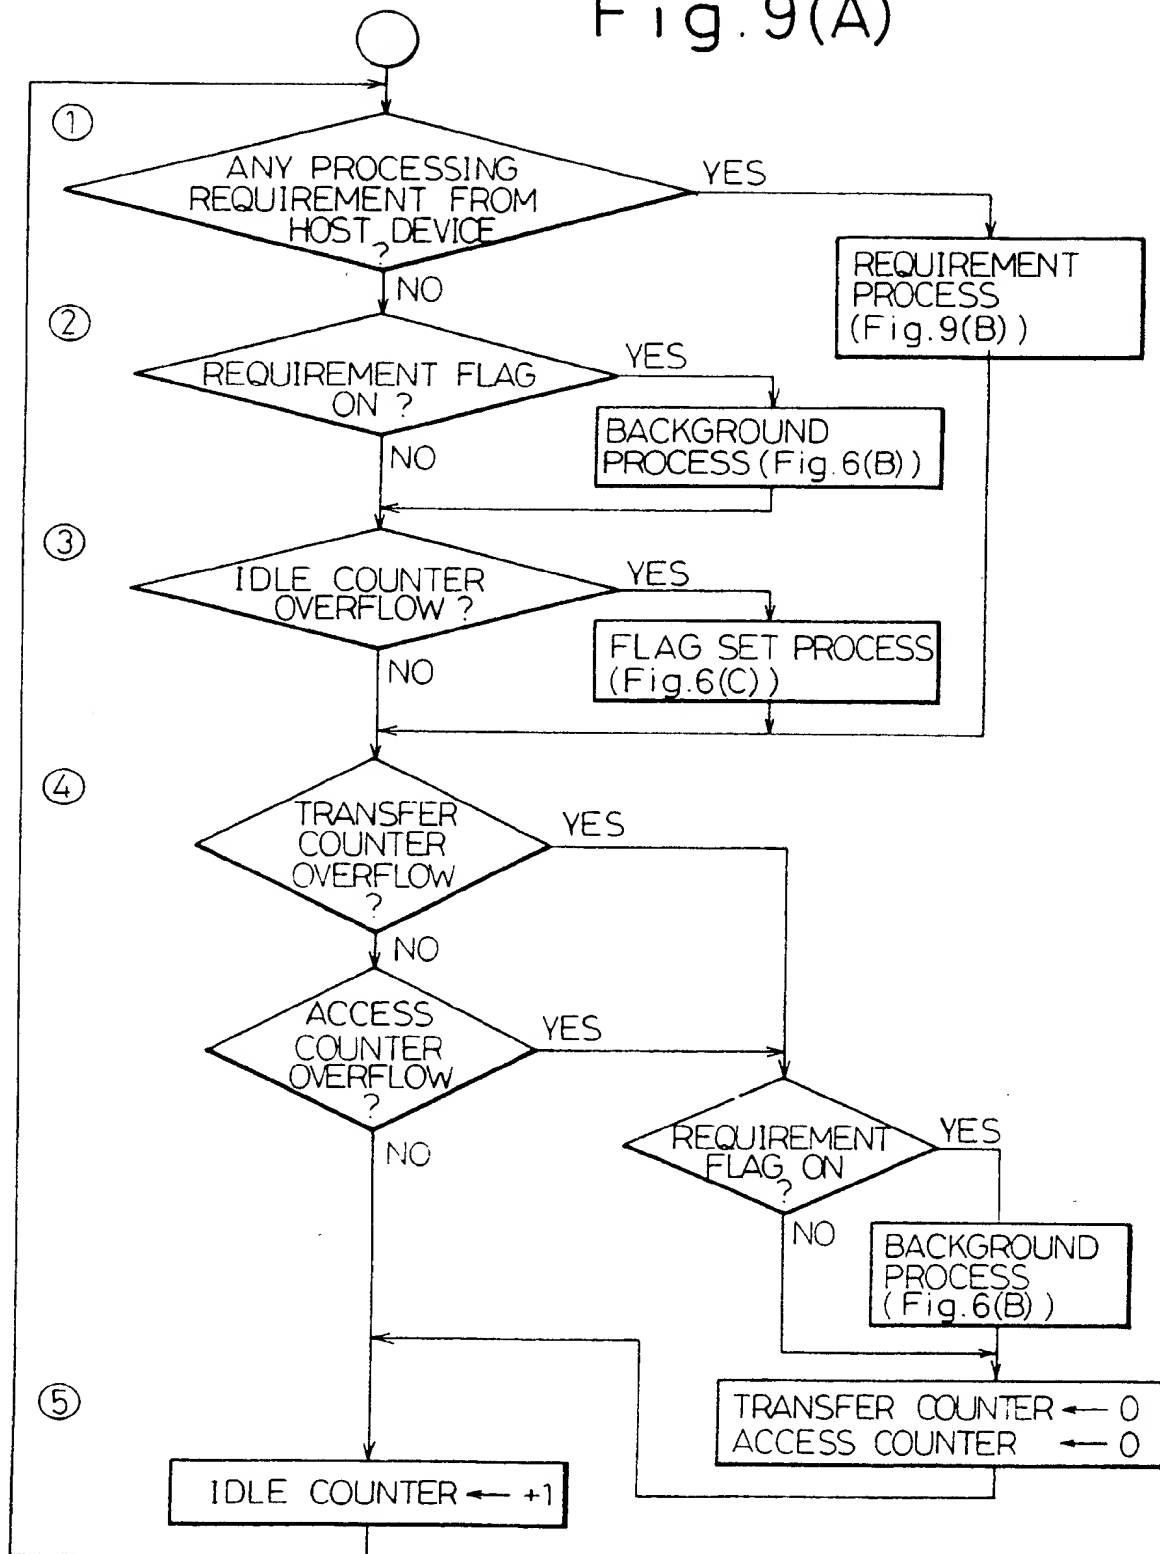 Fig. 9(A)
①
ANY PROCESSING
REQUIREMENT FROM
HOST DEVICE
?
YES
NO
REQUIREMENT
PROCESS
(Fig.9(B))
②
REQUIREMENT FLAG
ON ?
YES
NO
BACKGROUND
PROCESS (Fig.6(B))
③
IDLE COUNTER
OVERFLOW ?
YES
NO
FLAG SET PROCESS
(Fig.6(C))
④
TRANSFER
COUNTER
OVERFLOW
?
YES
NO
ACCESS
COUNTER
OVERFLOW
?
YES
NO
REQUIREMENT
FLAG ON
?
YES
NO
BACKGROUND
PROCESS
(Fig.6(B))
TRANSFER COUNTER ← 0
ACCESS COUNTER ← 0
⑤
IDLE COUNTER ← +1